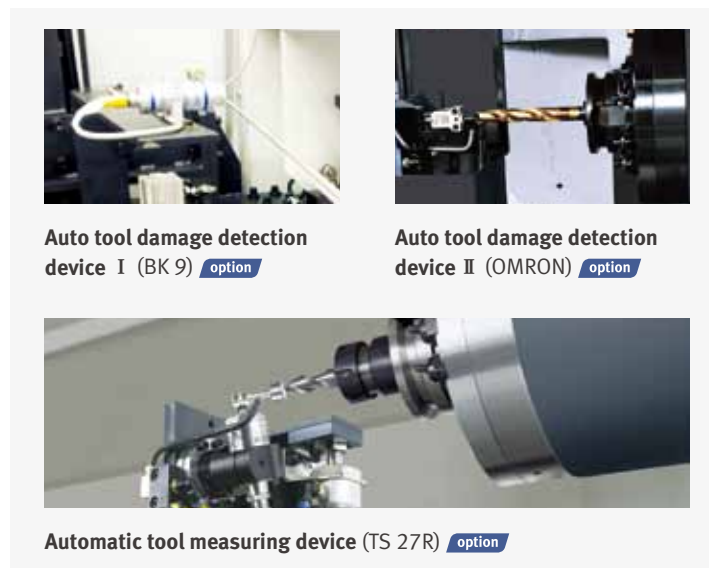 Auto tool damage detection
device Ⅰ (BK 9) option
Auto tool damage detection
device Ⅱ (OMRON) option
Automatic tool measuring device (TS 27R) option